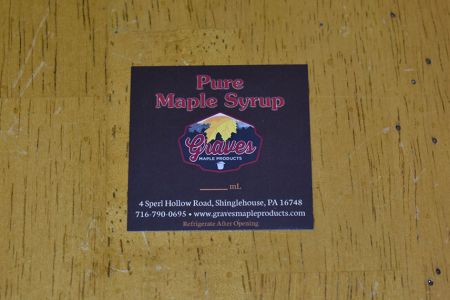 Pure
Maple Syrup
Graves
MAPLE PRODUCTS
______ mL
4 Sperl Hollow Road, Shinglehouse, PA 16748
716-790-0695 • www.gravesmapleproducts.com
Refrigerate After Opening